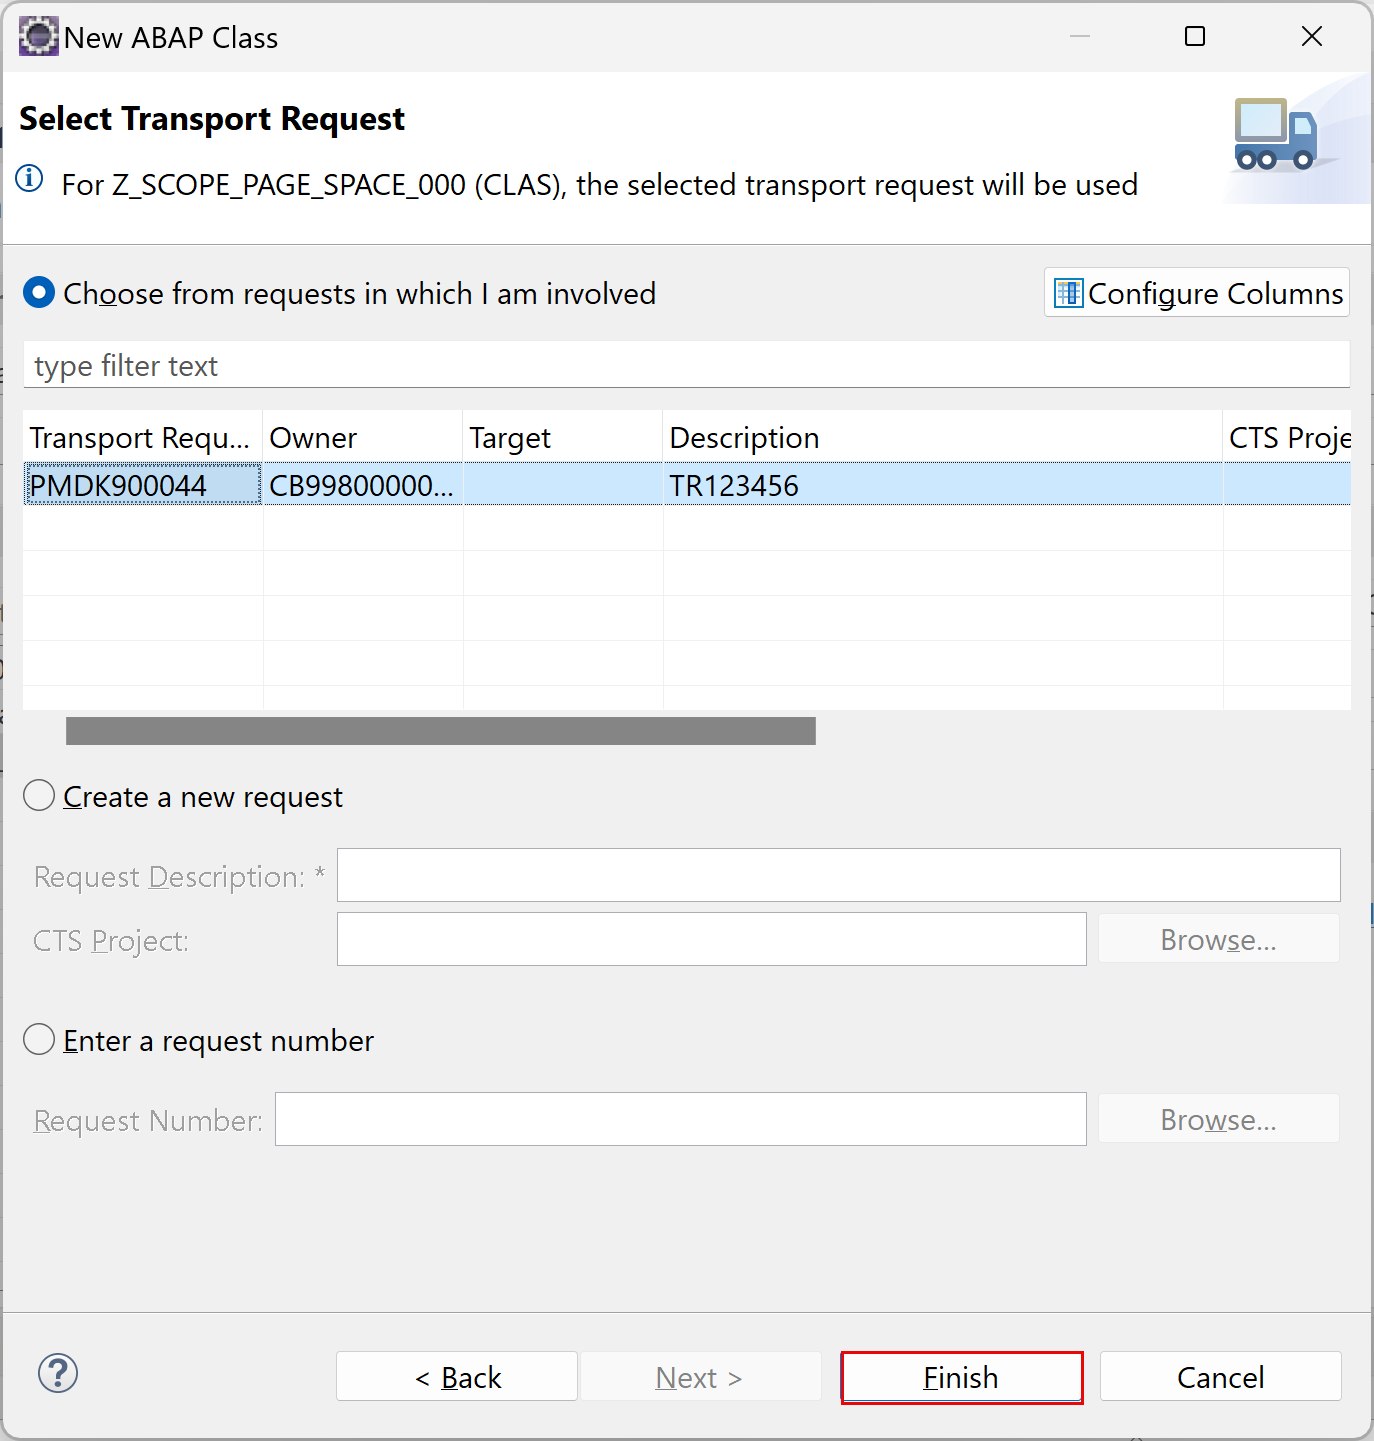 New ABAP Class
Select Transport Request
For Z_SCOPE_PAGE_SPACE_000 (CLAS), the selected transport request will be used
Choose from requests in which I am involved
Configure Columns
type filter text
Transport Requ... Owner Target Description CTS Proje
PMDK900044 CB99800000... TR123456
Create a new request
Request Description: *
CTS Project: Browse...
Enter a request number
Request Number: Browse...
? < Back Next > Finish Cancel